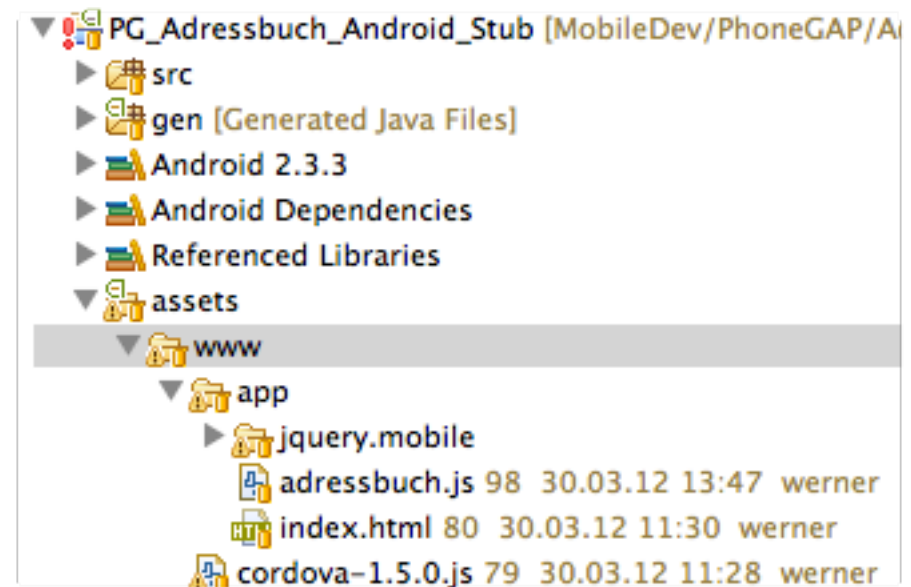 PG_Adressbuch_Android_Stub [MobileDev/PhoneGAP/A
src
gen [Generated Java Files]
Android 2.3.3
Android Dependencies
Referenced Libraries
assets
www
app
jquery.mobile
adressbuch.js 98 30.03.12 13:47 werner
index.html 80 30.03.12 11:30 werner
cordova-1.5.0.js 79 30.03.12 11:28 werner